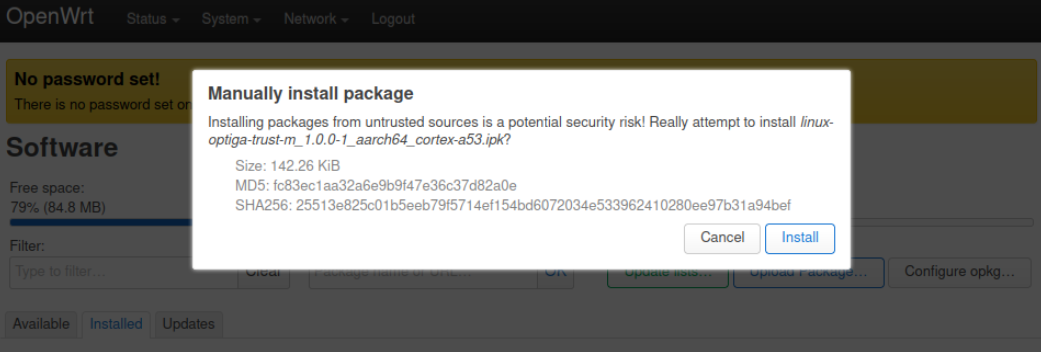 OpenWrt Status System Network Logout
No password set!
There is no password set on
Manually install package
Installing packages from untrusted sources is a potential security risk! Really attempt to install linux-
optiga-trust-m_1.0.0-1_aarch64_cortex-a53.ipk?
Size: 142.26 KiB
MD5: fc83ec1aa32a6e9b9f47e36c37d82a0e
SHA256: 25513e825c01b5eeb79f5714ef154bd6072034e533962410280ee97b31a94bef
Cancel Install
Software
Free space:
79% (84.8 MB)
Filter:
Type to filter… Clear Package name or URL… OK Update lists… Upload Package… Configure opkg…
Available Installed Updates